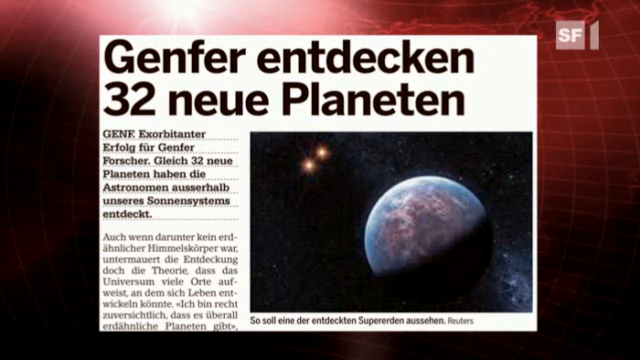 SF 1
Genfer entdecken
32 neue Planeten
GENF. Exorbitanter
Erfolg für Genfer
Forscher. Gleich 32 neue
Planeten haben die
Astronomen ausserhalb
unseres Sonnensystems
entdeckt.
Auch wenn darunter kein erd-
ähnlicher Himmelskörper war,
untermauert die Entdeckung
doch die Theorie, dass das
Universum viele Orte auf-
weist, an dem sich Leben ent-
wickeln könnte. «Ich bin recht
zuversichtlich, dass es überall
erdähnliche Planeten gibt»,
So soll eine der entdeckten Supererden aussehen. Reuters